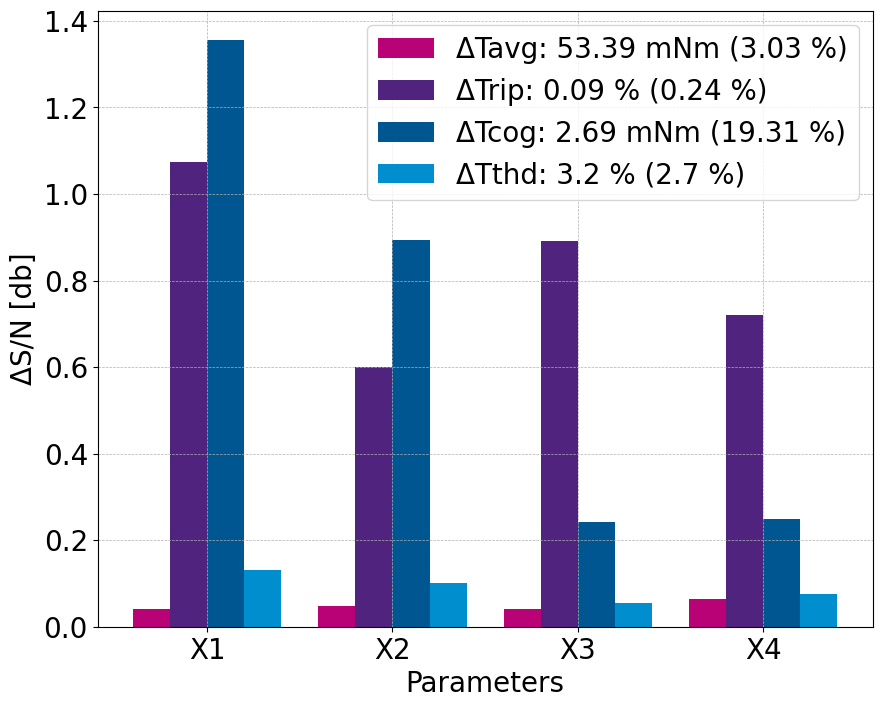 1.4
1.2
1.0
0.8
0.6
0.4
0.2
0.0
ΔS/N [db]
ΔTavg: 53.39 mNm (3.03 %)
ΔTrip: 0.09 % (0.24 %)
ΔTcog: 2.69 mNm (19.31 %)
ΔTthd: 3.2 % (2.7 %)
X1 X2 X3 X4
Parameters